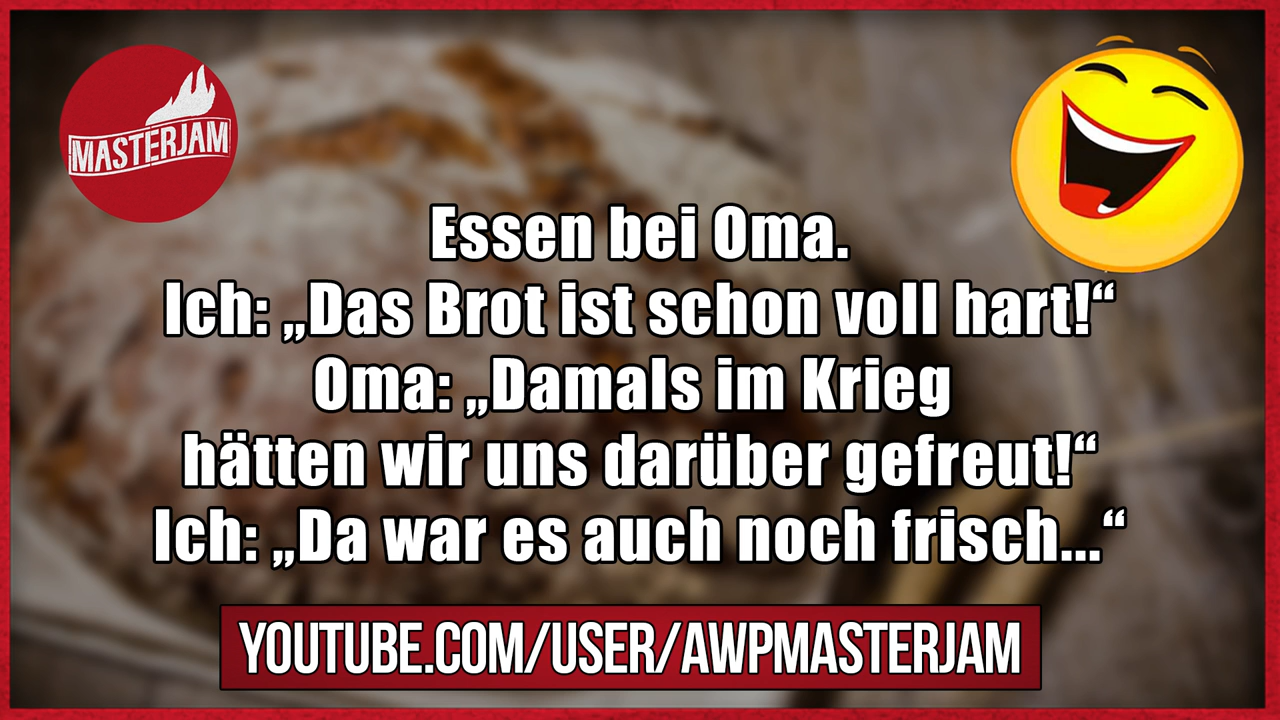 MASTERJAM
Essen bei Oma.
Ich: „Das Brot ist schon voll hart!“
Oma: „Damals im Krieg
hätten wir uns darüber gefreut!“
Ich: „Da war es auch noch frisch...“
YOUTUBE.COM/USER/AWPMASTERJAM